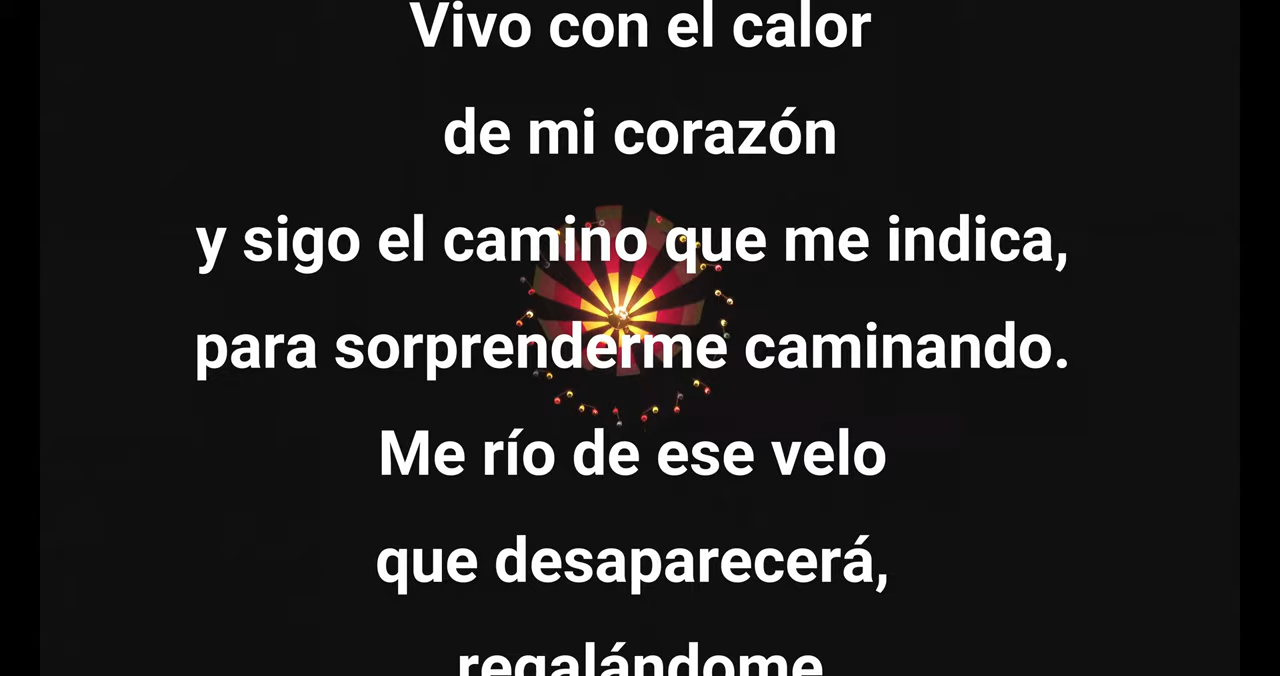 Vivo con el calor
de mi corazón
y sigo el camino que me indica,
para sorprenderme caminando.
Me río de ese velo
que desaparecerá,
regalándome